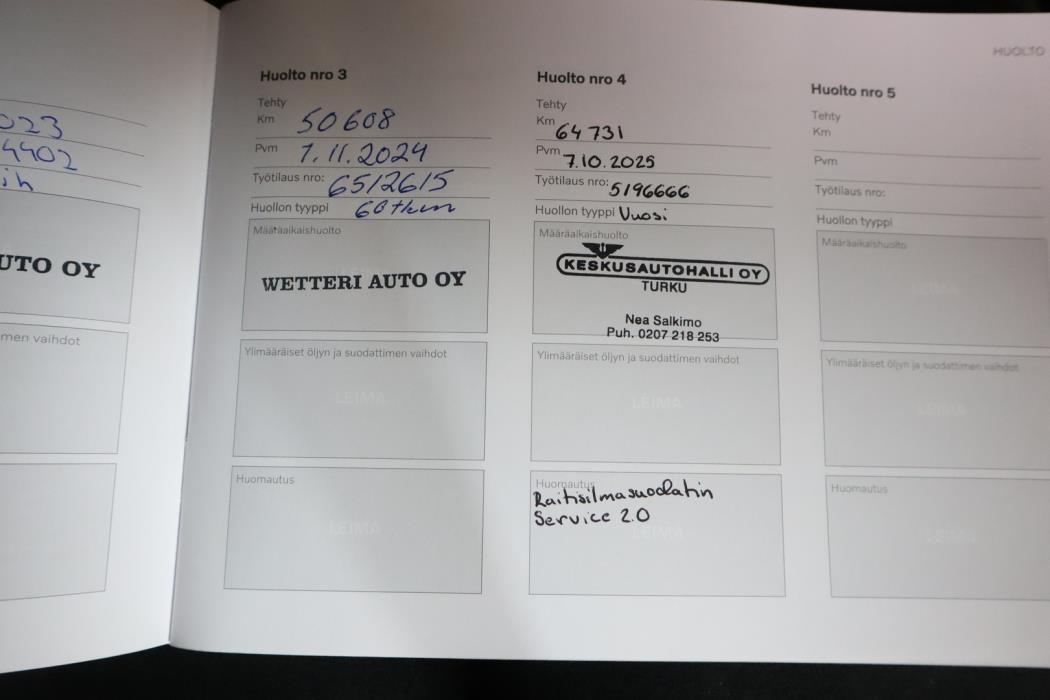 HUOLTO
023
4402
UTO OY
men vaihdot
Huolto nro 3
Tehty
Km 50608
Pvm 7.11.2024
Työtilaus nro: 6512615
Huollon tyyppi 60 tkm
Määräaikaishuolto
WETTERI AUTO OY
Ylimääräiset öljyn ja suodattimen vaihdot
LEIMA
Huomautus
LEIMA
Huolto nro 4
Tehty
Km 64 731
Pvm 7.10.2025
Työtilaus nro: 5196666
Huollon tyyppi Vuosi
Määräaikaishuolto
KESKUSAUTOHALLI OY
TURKU
Nea Salkimo
Puh. 0207 218 253
Ylimääräiset öljyn ja suodattimen vaihdot
LEIMA
Huomautus
Raitisilmasuodatin
Service 2.0
LEIMA
Huolto nro 5
Tehty
Km
Pvm
Työtilaus nro:
Huollon tyyppi
Määräaikaishuolto
LEIMA
Ylimääräiset öljyn ja suodattimen vaihdot
LEIMA
Huomautus
LEIMA